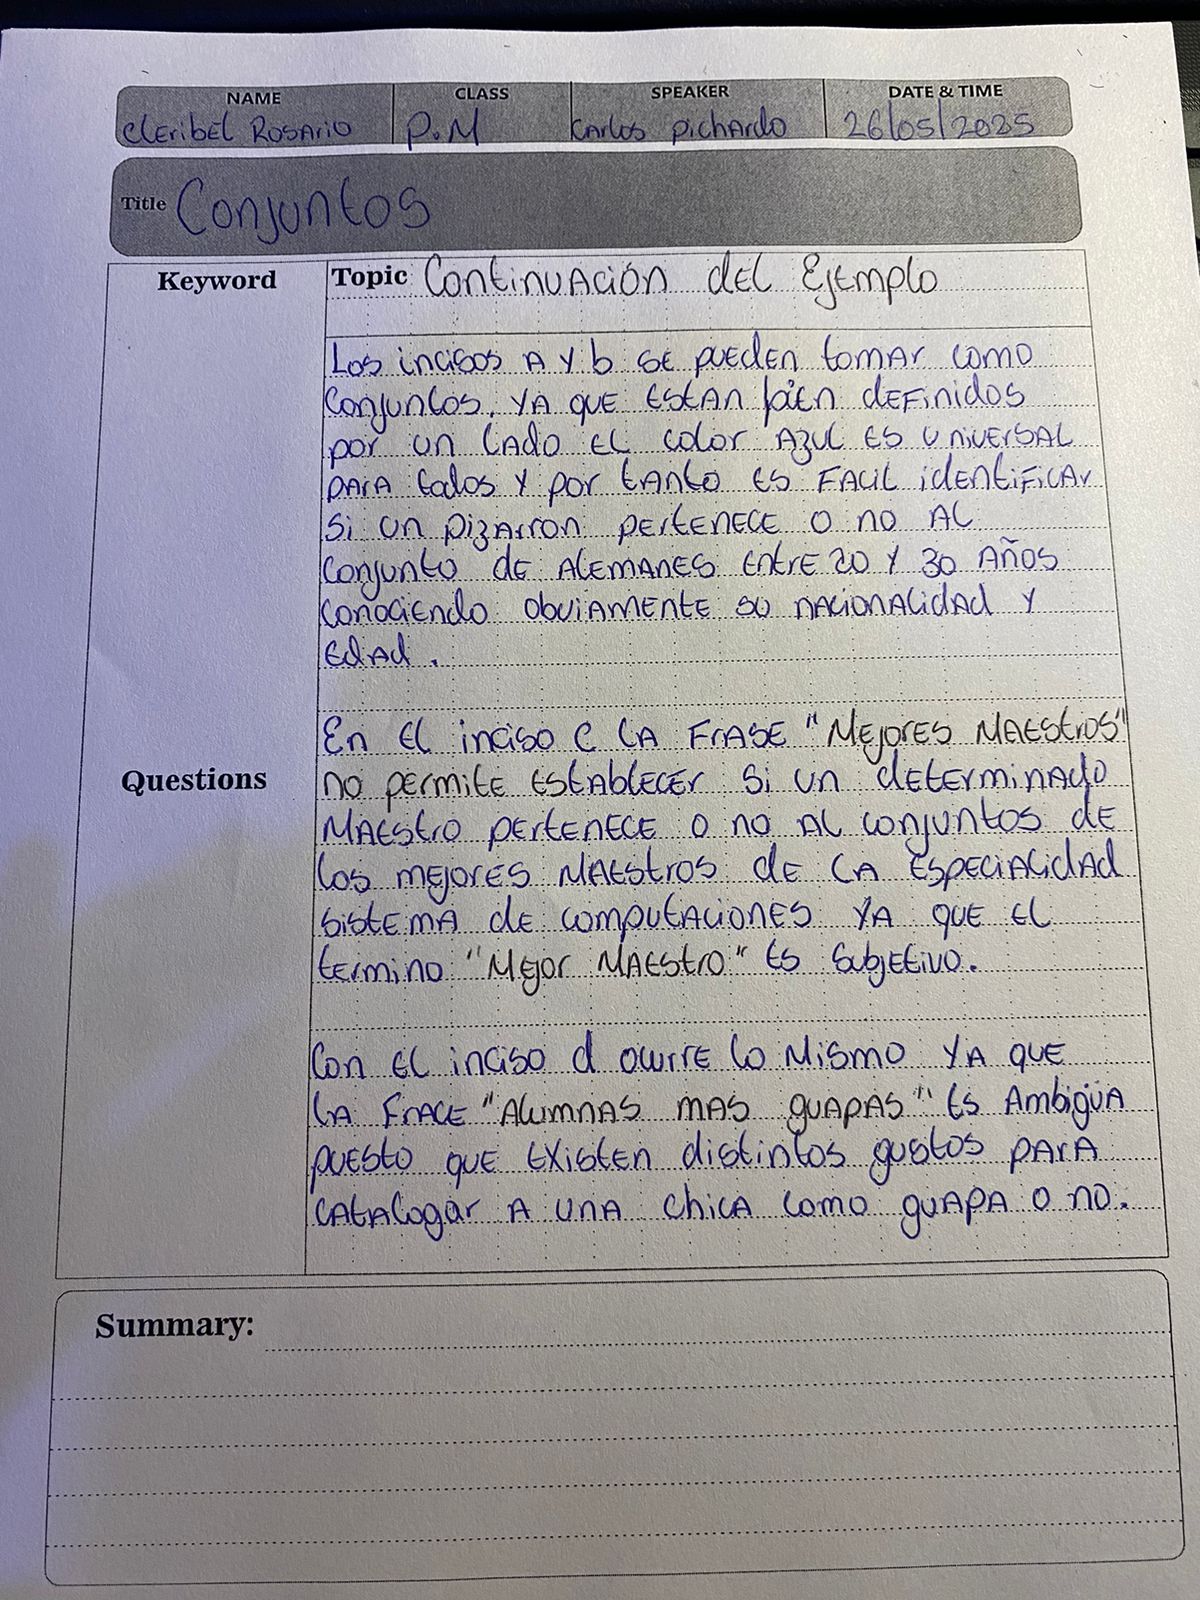 NAME CLASS SPEAKER DATE & TIME
Cleribel Rosario P.M Carlos Pichardo 26/05/2025
Title Conjuntos
Keyword
Topic Continuación del Ejemplo
Los incisos A y b se pueden tomar como
Conjuntos, ya que estan bien definidos
por un lado el color azul es universal
para todos y por tanto es facil identificar
si un pizarron pertenece o no al
conjunto de alemanes entre 20 y 30 años
conociendo obviamente su nacionalidad y
edad.
En el inciso c la frase "Mejores Maestros"
Questions
no permite establecer si un determinado
maestro pertenece o no al conjuntos de
los mejores maestros de la especialidad
sistema de computaciones ya que el
termino "Mejor Maestro" es subjetivo.
Con el inciso d ocurre lo mismo ya que
la frace "Alumnas mas guapas" es Ambigüa
puesto que existen distintos gustos para
catalogar a una chica como guapa o no.
Summary: